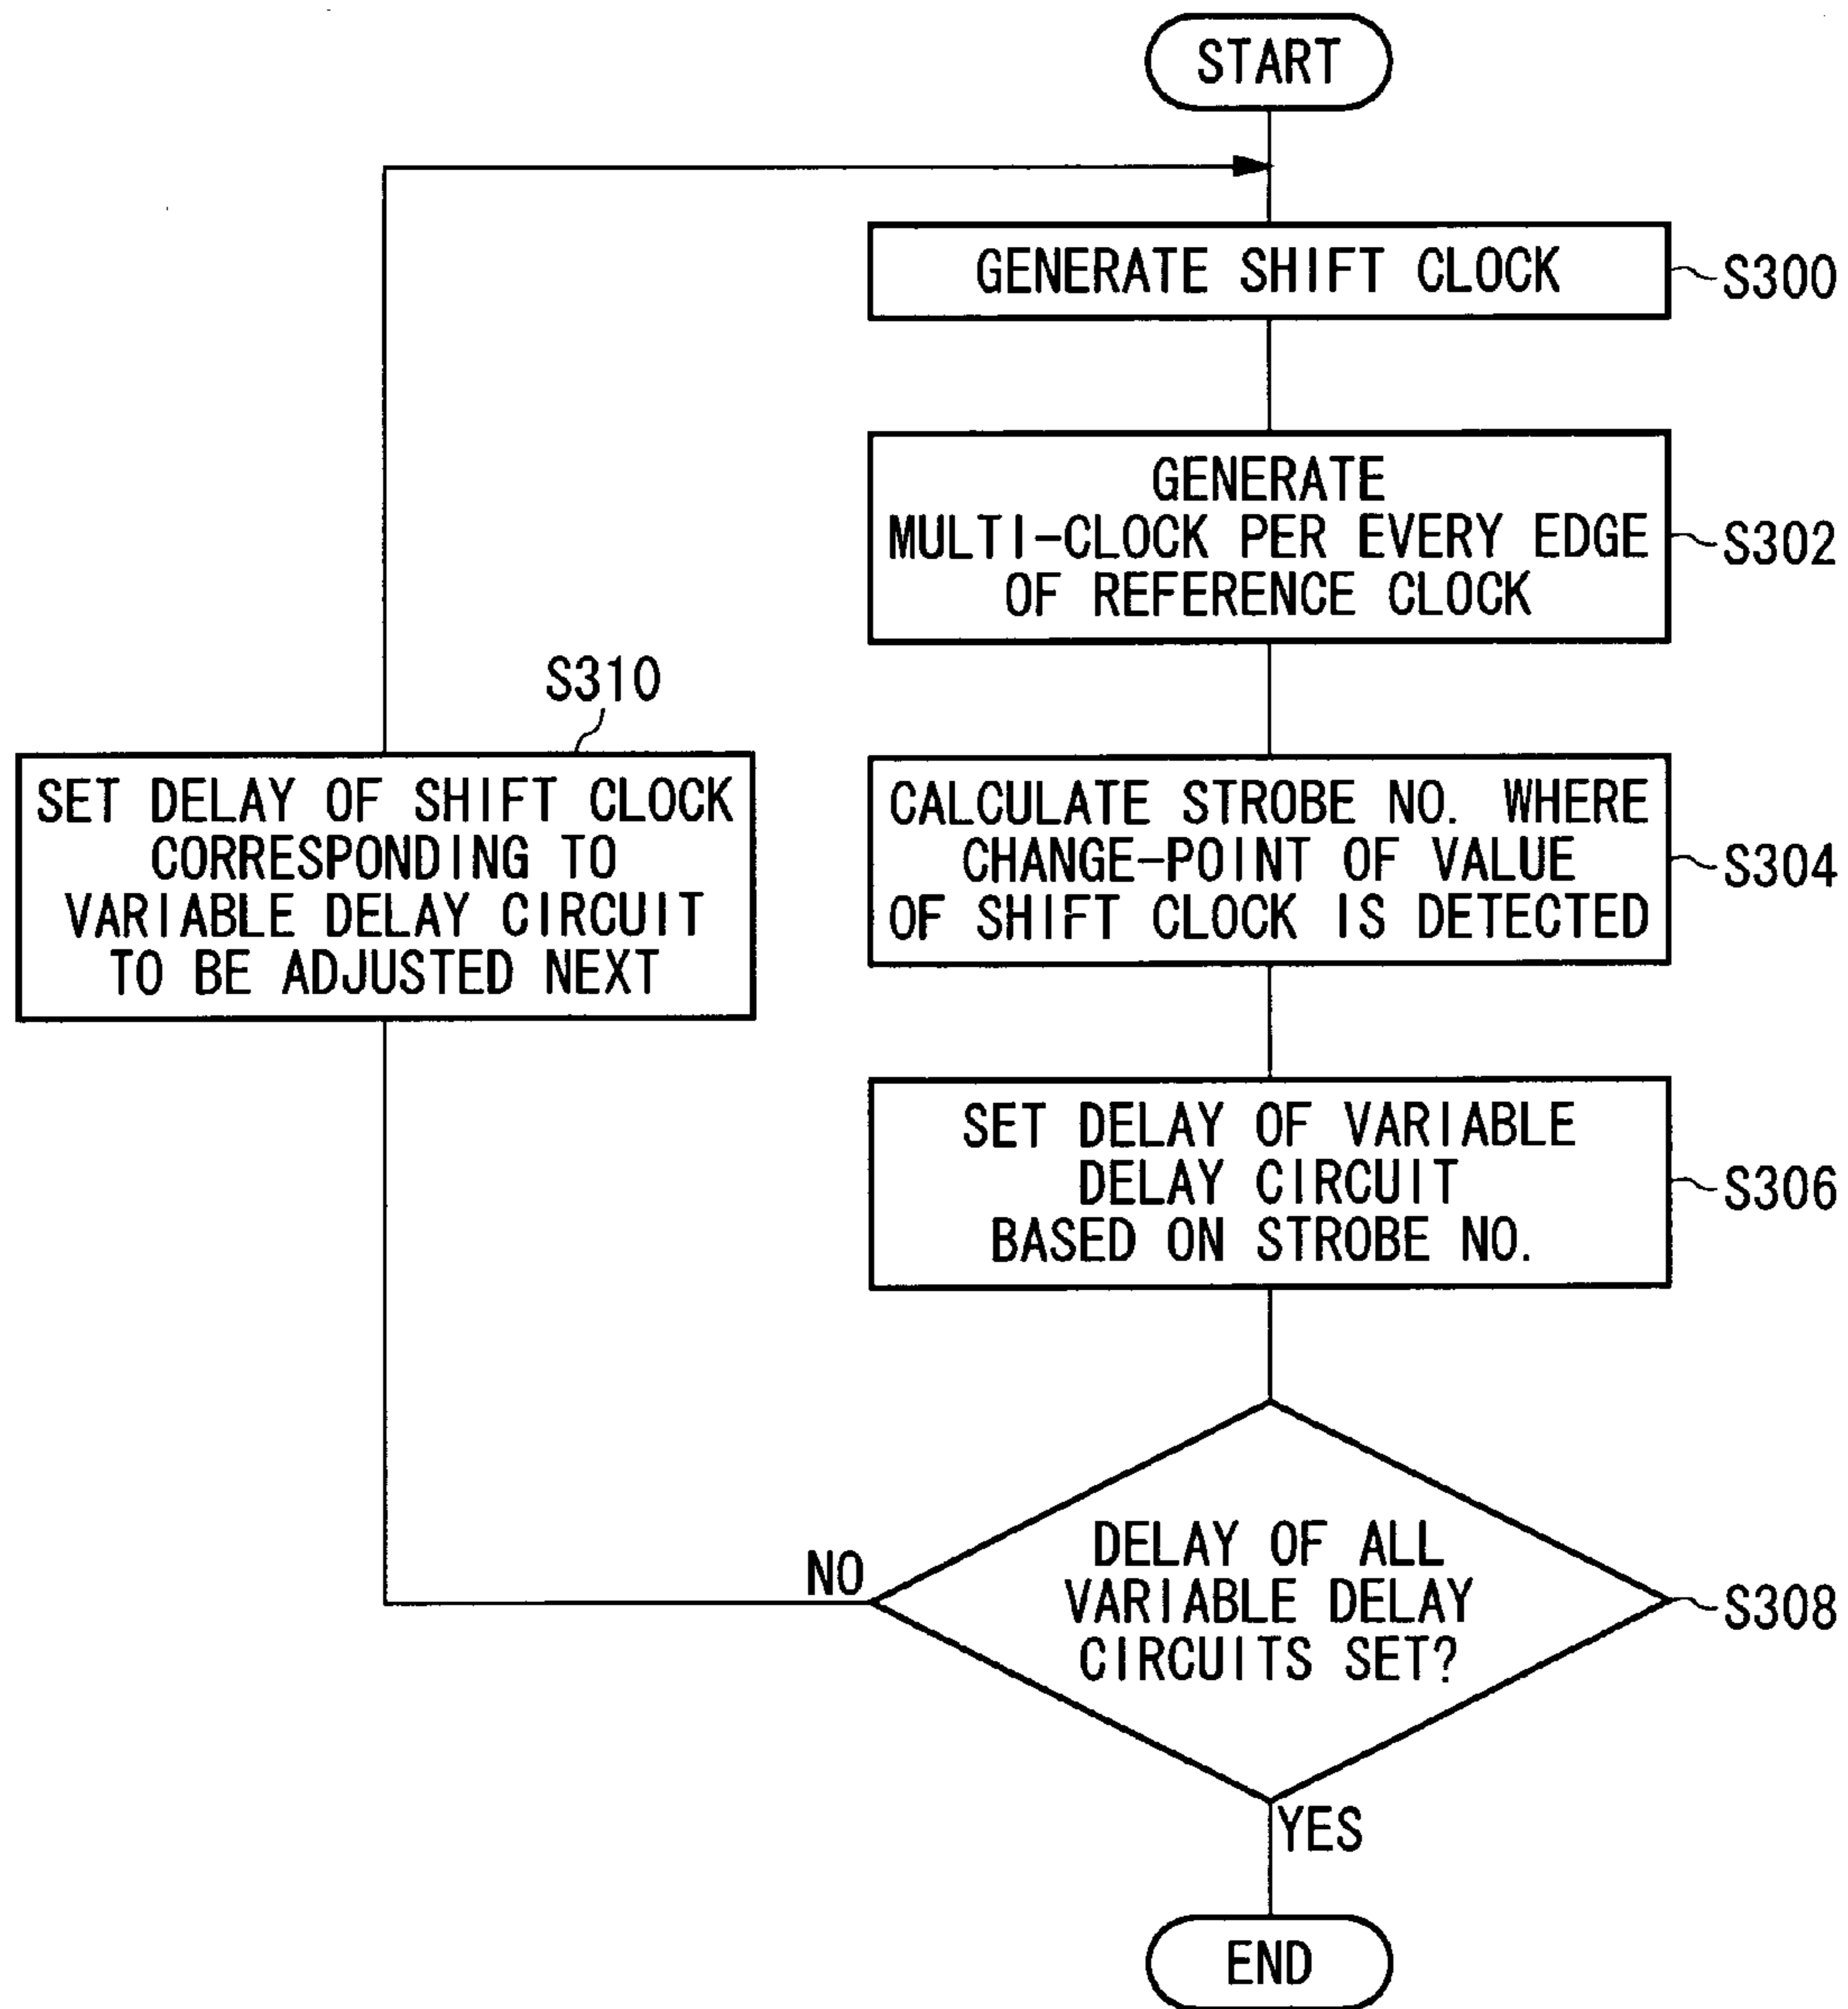 START
GENERATE SHIFT CLOCK
S300
GENERATE
MULTI-CLOCK PER EVERY EDGE
OF REFERENCE CLOCK
S302
CALCULATE STROBE NO. WHERE
CHANGE-POINT OF VALUE
OF SHIFT CLOCK IS DETECTED
S304
SET DELAY OF VARIABLE
DELAY CIRCUIT
BASED ON STROBE NO.
S306
DELAY OF ALL
VARIABLE DELAY
CIRCUITS SET?
S308
NO
S310
SET DELAY OF SHIFT CLOCK
CORRESPONDING TO
VARIABLE DELAY CIRCUIT
TO BE ADJUSTED NEXT
YES
END